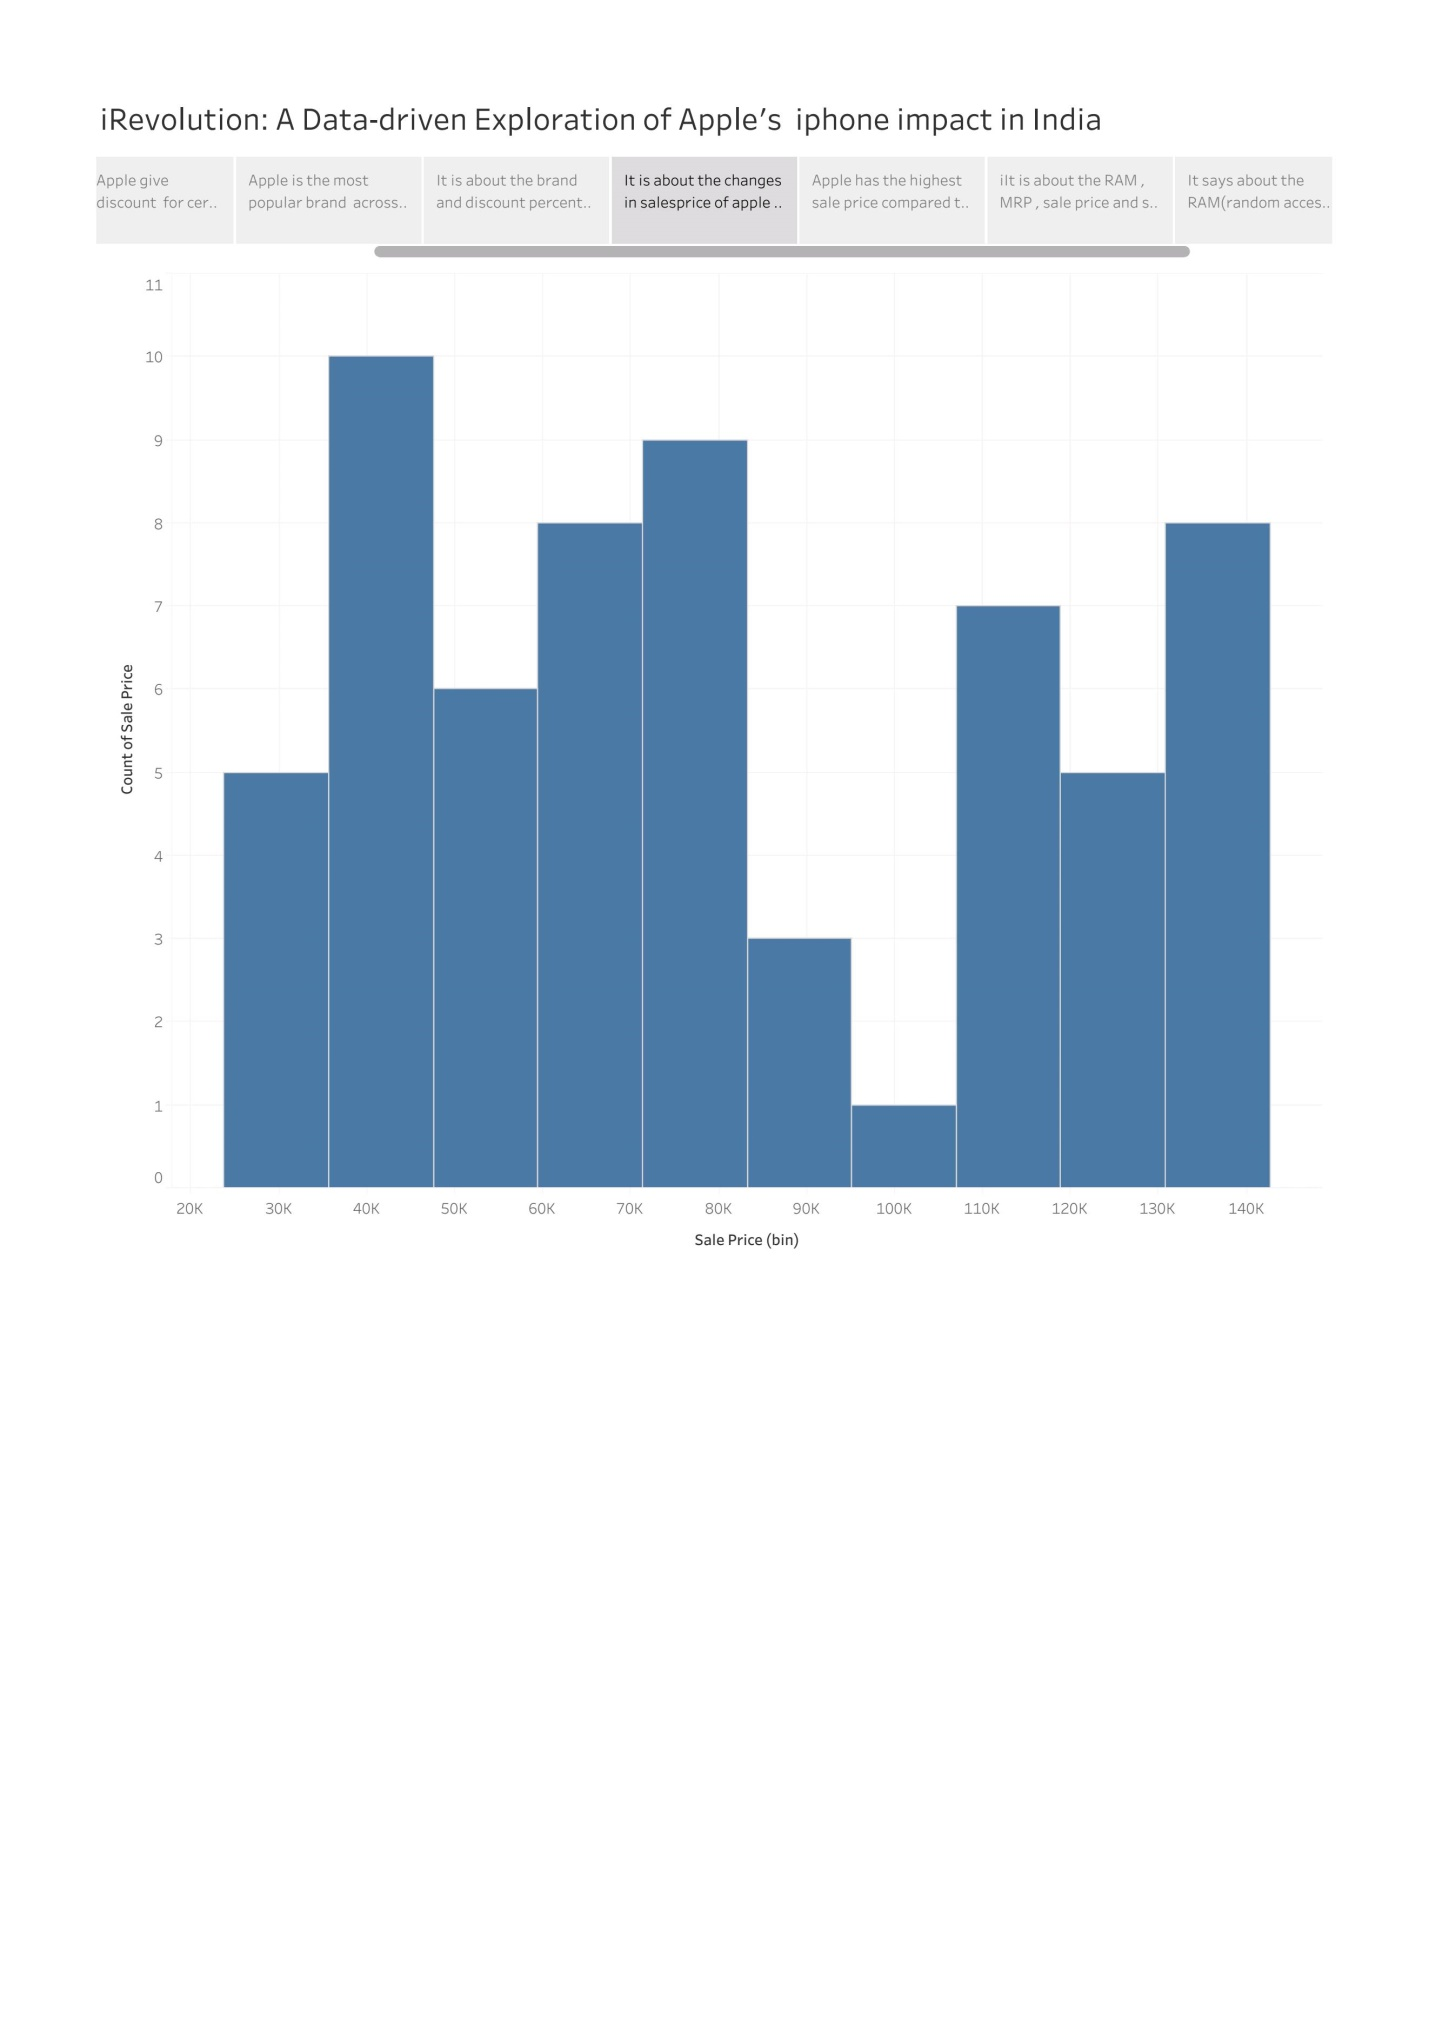 iRevolution: A Data-driven Exploration of Apple's  iphone impact in India
Apple give
discount  for cer..
Apple is the most
popular brand  across..
It is about the brand
and discount percent..
It is about the changes
in salesprice of apple ..
Apple has the highest
sale price compared t..
iIt is about the RAM ,
MRP , sale price and s..
It says about the
RAM(random acces..
11
10
9
8
7
6
5
4
3
2
1
0
Count of Sale Price
20K 30K 40K 50K 60K 70K 80K 90K 100K 110K 120K 130K 140K
Sale Price (bin)